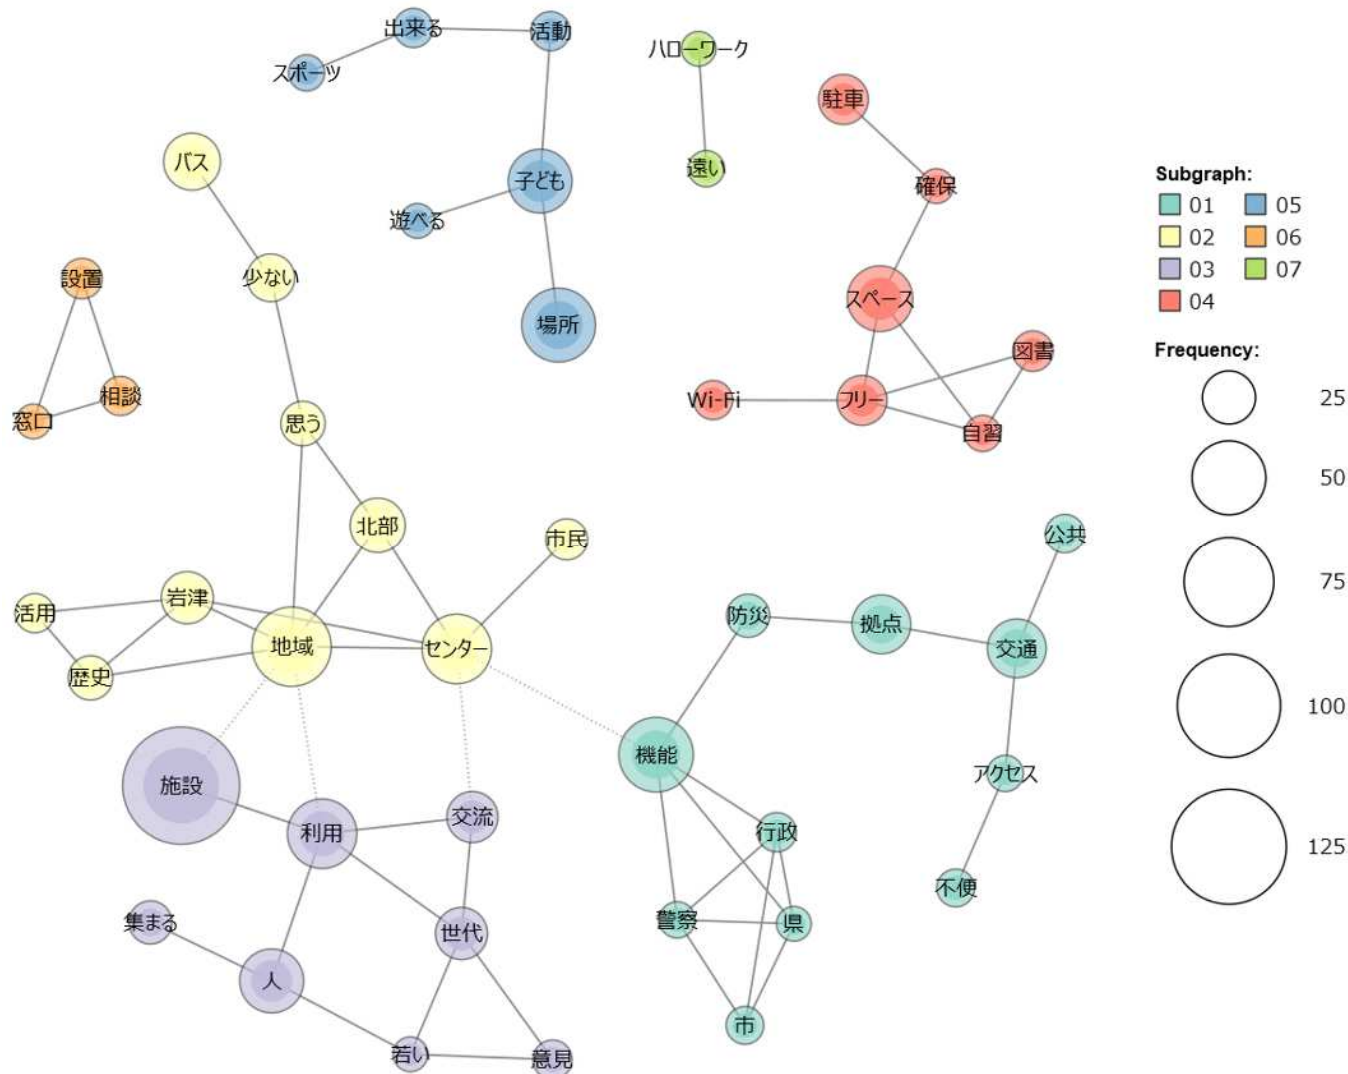 出来る
活動
スポーツ
ハローワーク
駐車
バス
子ども
遠い
確保
遊べる
設置
少ない
場所
スペース
図書
相談
窓口
思う
Wi-Fi
フリー
自習
北部
市民
公共
活用
岩津
地域
センター
歴史
防災
拠点
交通
機能
アクセス
施設
利用
交流
行政
不便
集まる
世代
警察
県
人
市
若い
意見
Subgraph:
01 05
02 06
03 07
04
Frequency:
25
50
75
100
125